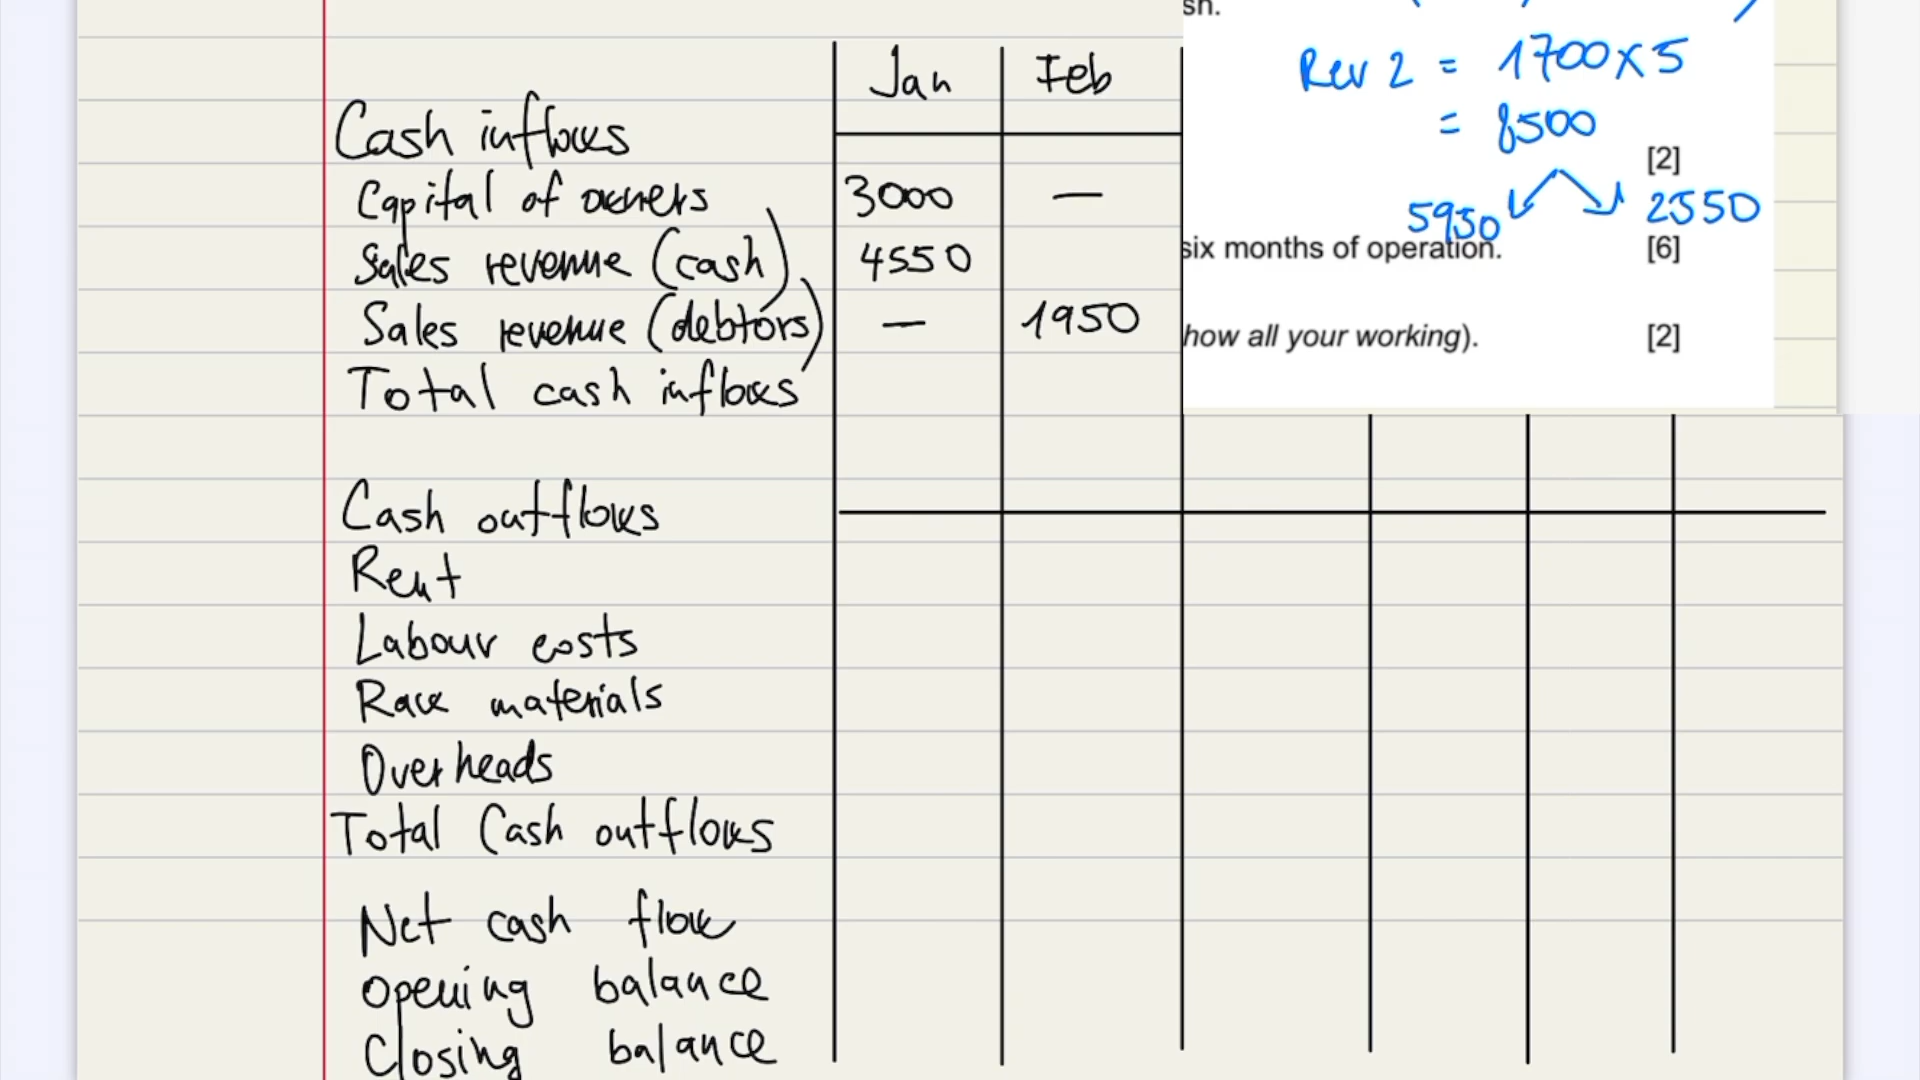 sh.
Rev 2 = 1700 x 5
= 8500
[2]
5950 2550
six months of operation. [6]
how all your working). [2]
Jan Feb
Cash inflows
Capital of owners 3000 —
Sales revenue (cash) 4550
Sales revenue (debtors) — 1950
Total cash inflows
Cash outflows
Rent
Labour costs
Raw materials
Overheads
Total Cash outflows
Net cash flow
Opening balance
Closing balance